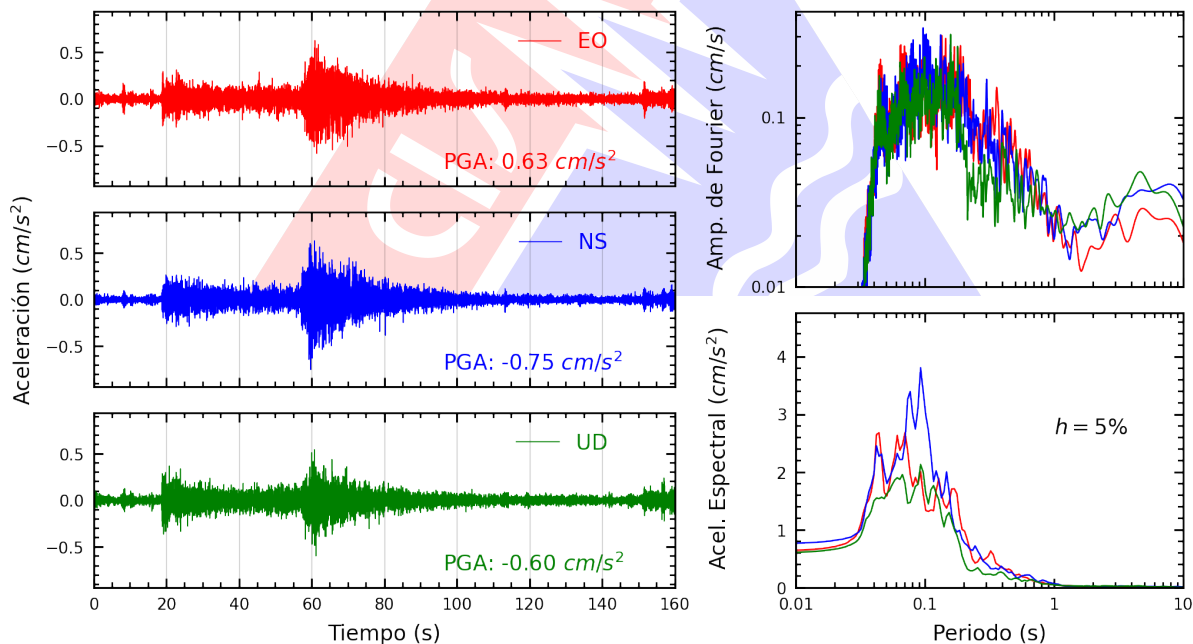 Aceleración (cm/s²)
0.5
0.0
−0.5
EO
PGA: 0.63 cm/s²
0.5
0.0
−0.5
NS
PGA: -0.75 cm/s²
0.5
0.0
−0.5
UD
PGA: -0.60 cm/s²
0 20 40 60 80 100 120 140 160
Tiempo (s)
Amp. de Fourier (cm/s)
0.1
0.01
Acel. Espectral (cm/s²)
4
3
2
1
0
h = 5%
0.01 0.1 1 10
Periodo (s)